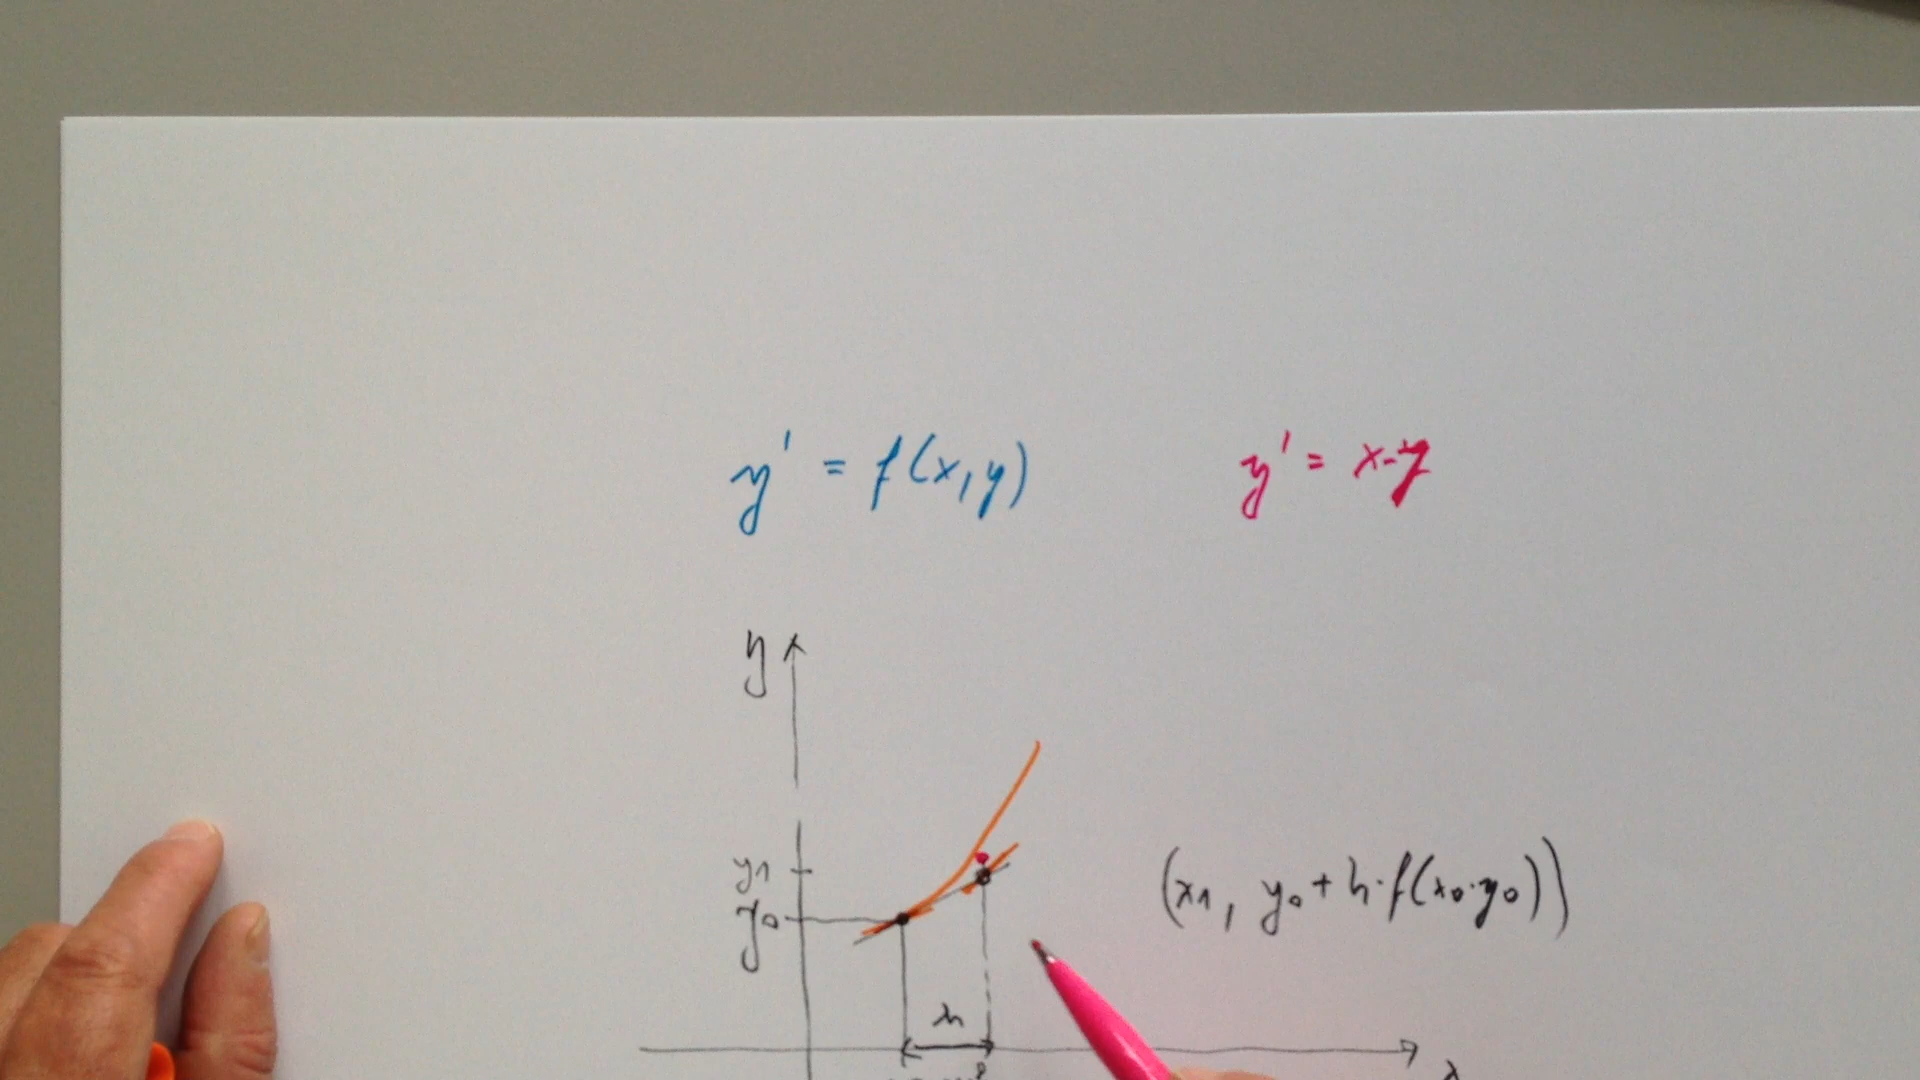 y' = f(x,y) y' = x-y
y
y1
y0 (x1, y0 + h·f(x0·y0))
h